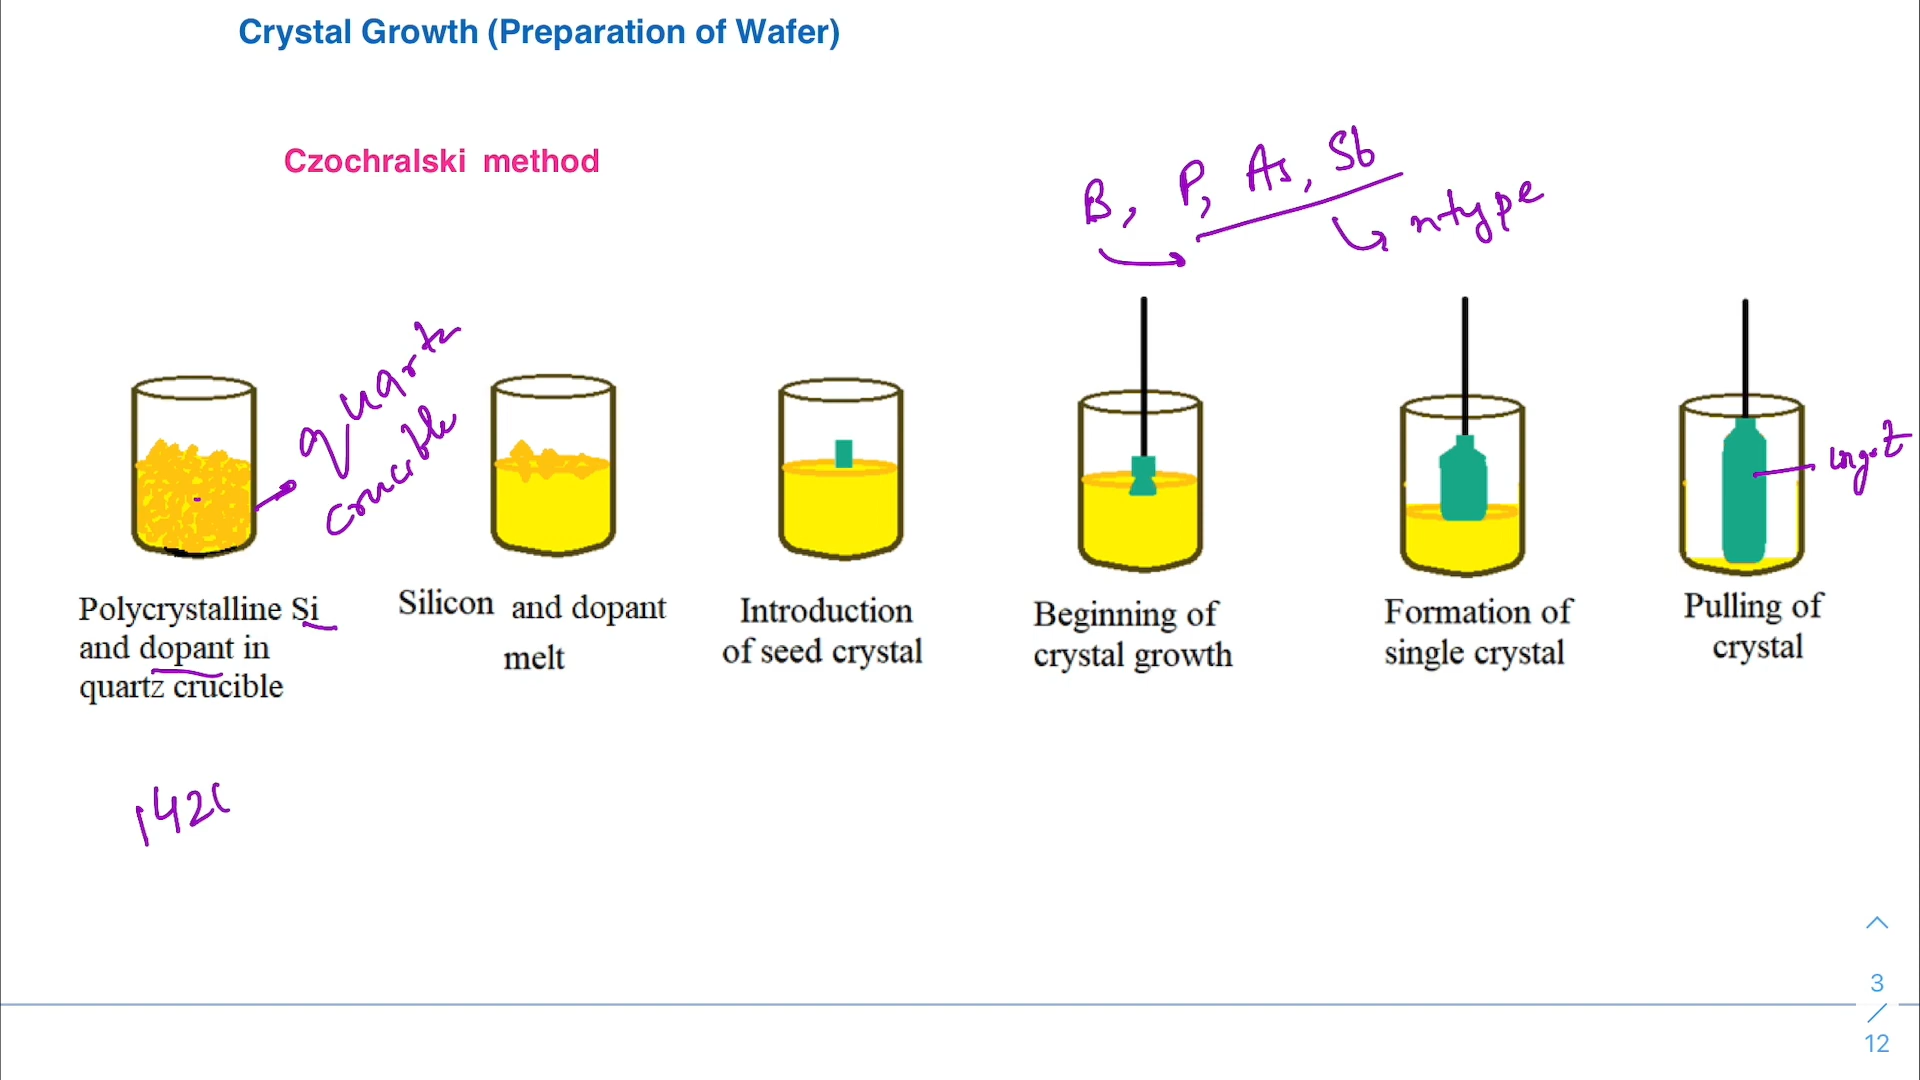 Crystal Growth (Preparation of Wafer)
Czochralski method
B, P, As, Sb
n type
quartz
crucible
ingot
Polycrystalline Si
and dopant in
quartz crucible
Silicon and dopant
melt
Introduction
of seed crystal
Beginning of
crystal growth
Formation of
single crystal
Pulling of
crystal
142
3
/
12